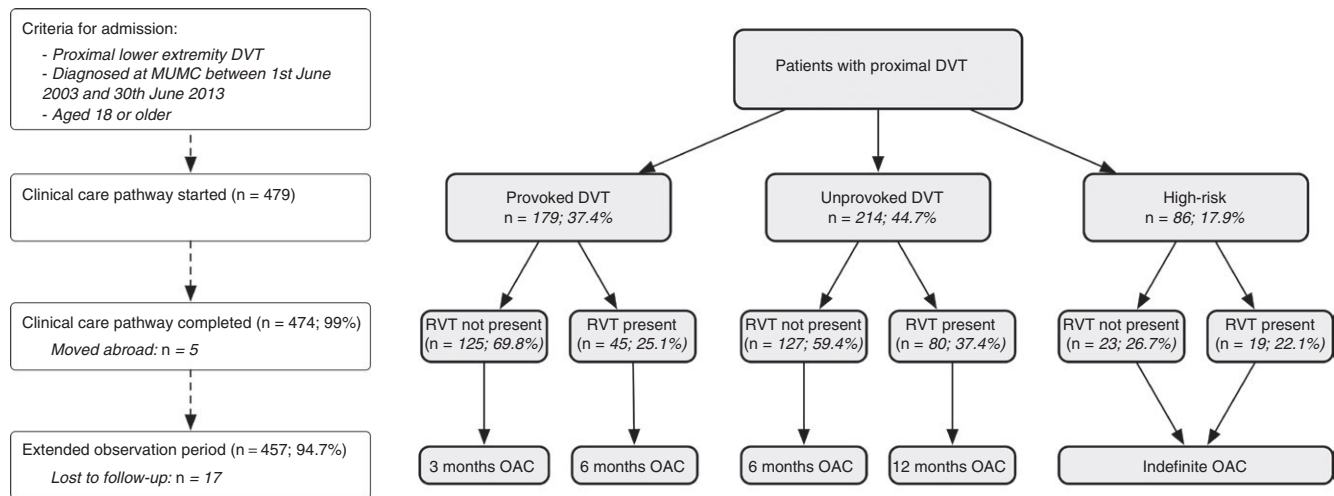 Criteria for admission:
- Proximal lower extremity DVT
- Diagnosed at MUMC between 1st June
2003 and 30th June 2013
- Aged 18 or older
Clinical care pathway started (n = 479)
Clinical care pathway completed (n = 474; 99%)
Moved abroad: n = 5
Extended observation period (n = 457; 94.7%)
Lost to follow-up: n = 17
Patients with proximal DVT
Provoked DVT
n = 179; 37.4%
Unprovoked DVT
n = 214; 44.7%
High-risk
n = 86; 17.9%
RVT not present
(n = 125; 69.8%)
RVT present
(n = 45; 25.1%)
RVT not present
(n = 127; 59.4%)
RVT present
(n = 80; 37.4%)
RVT not present
(n = 23; 26.7%)
RVT present
(n = 19; 22.1%)
3 months OAC
6 months OAC
6 months OAC
12 months OAC
Indefinite OAC